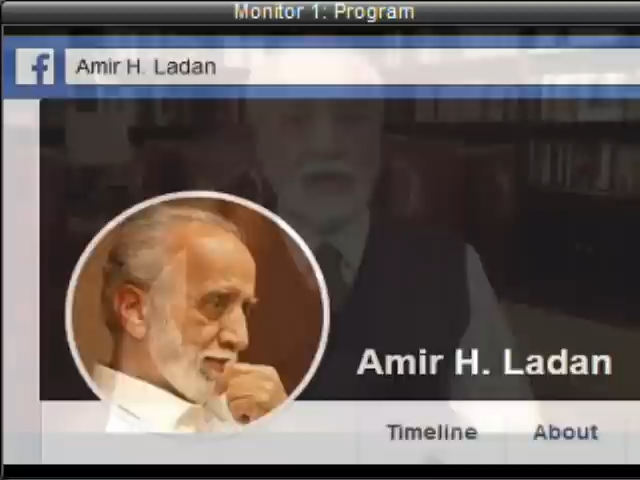 Monitor 1: Program
f Amir H. Ladan
Amir H. Ladan
Timeline About